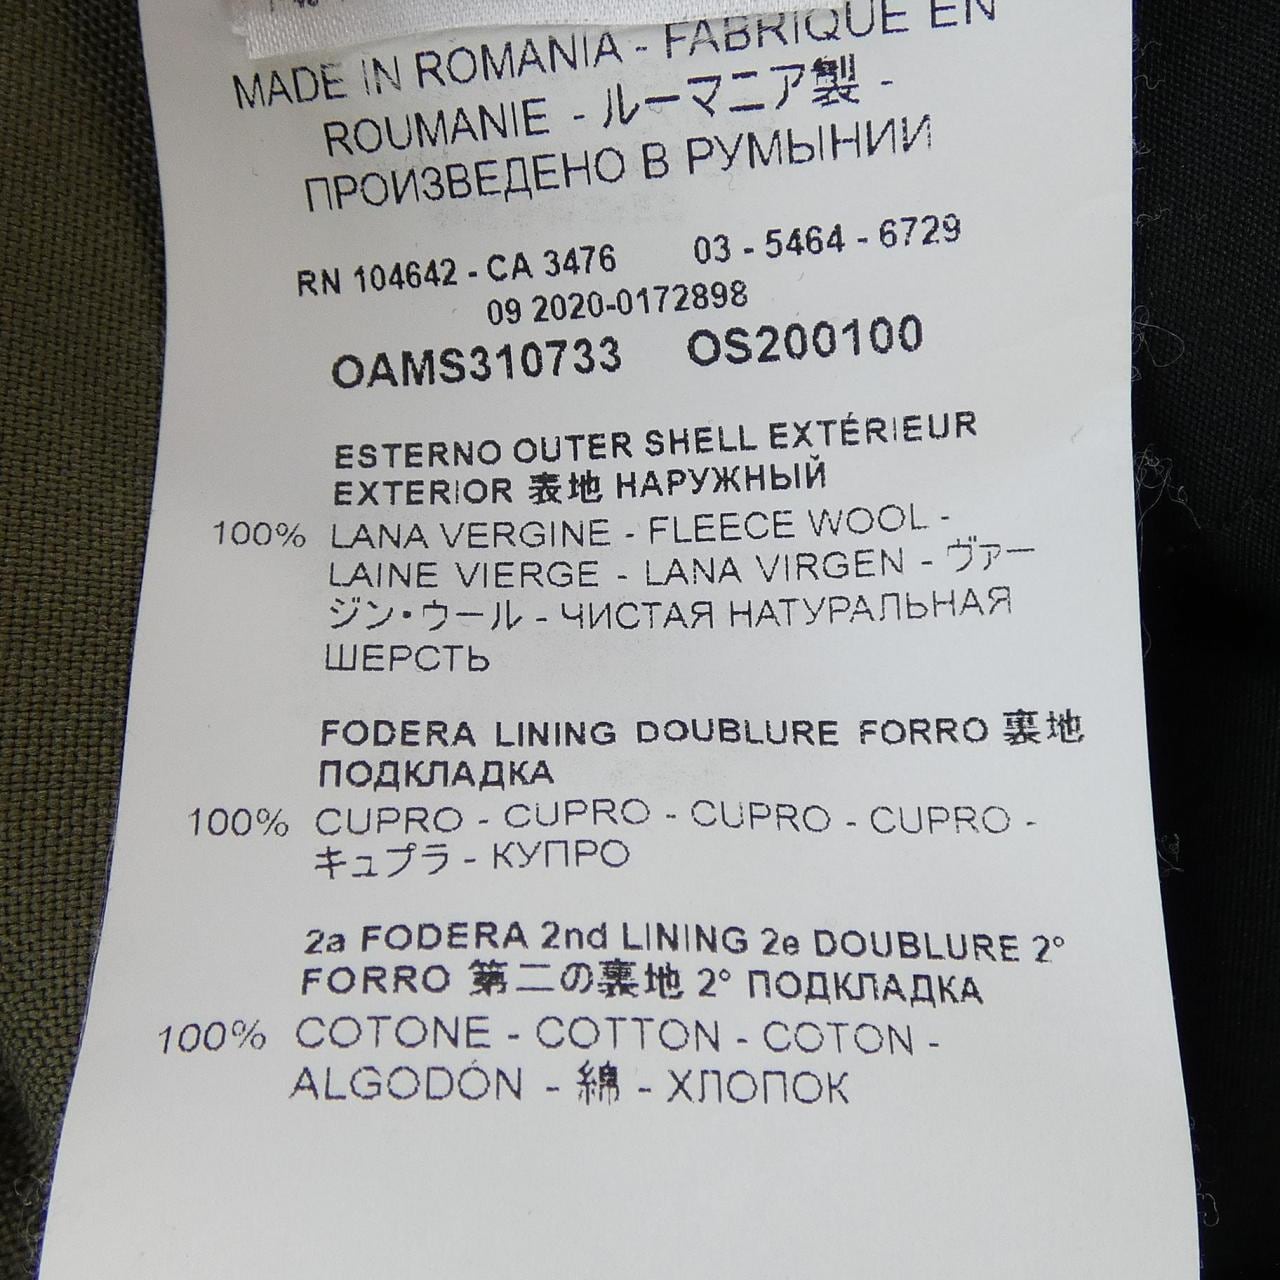 MADE IN ROMANIA - FABRIQUÉ EN
ROUMANIE - ルーマニア製 -
ПРОИЗВЕДЕНО В РУМЫНИИ
RN 104642 - CA 3476 03 - 5464 - 6729
09 2020-0172898
OAMS310733 OS200100
ESTERNO OUTER SHELL EXTÉRIEUR
EXTERIOR 表地 НАРУЖНЫЙ
100% LANA VERGINE - FLEECE WOOL -
LAINE VIERGE - LANA VIRGEN - ヴァー
ジン・ウール - ЧИСТАЯ НАТУРАЛЬНАЯ
ШЕРСТЬ
FODERA LINING DOUBLURE FORRO 裏地
ПОДКЛАДКА
100% CUPRO - CUPRO - CUPRO - CUPRO -
キュプラ - КУПРО
2a FODERA 2nd LINING 2e DOUBLURE 2°
FORRO 第二の裏地 2° ПОДКЛАДКА
100% COTONE - COTTON - COTON -
ALGODÓN - 綿 - ХЛОПОК